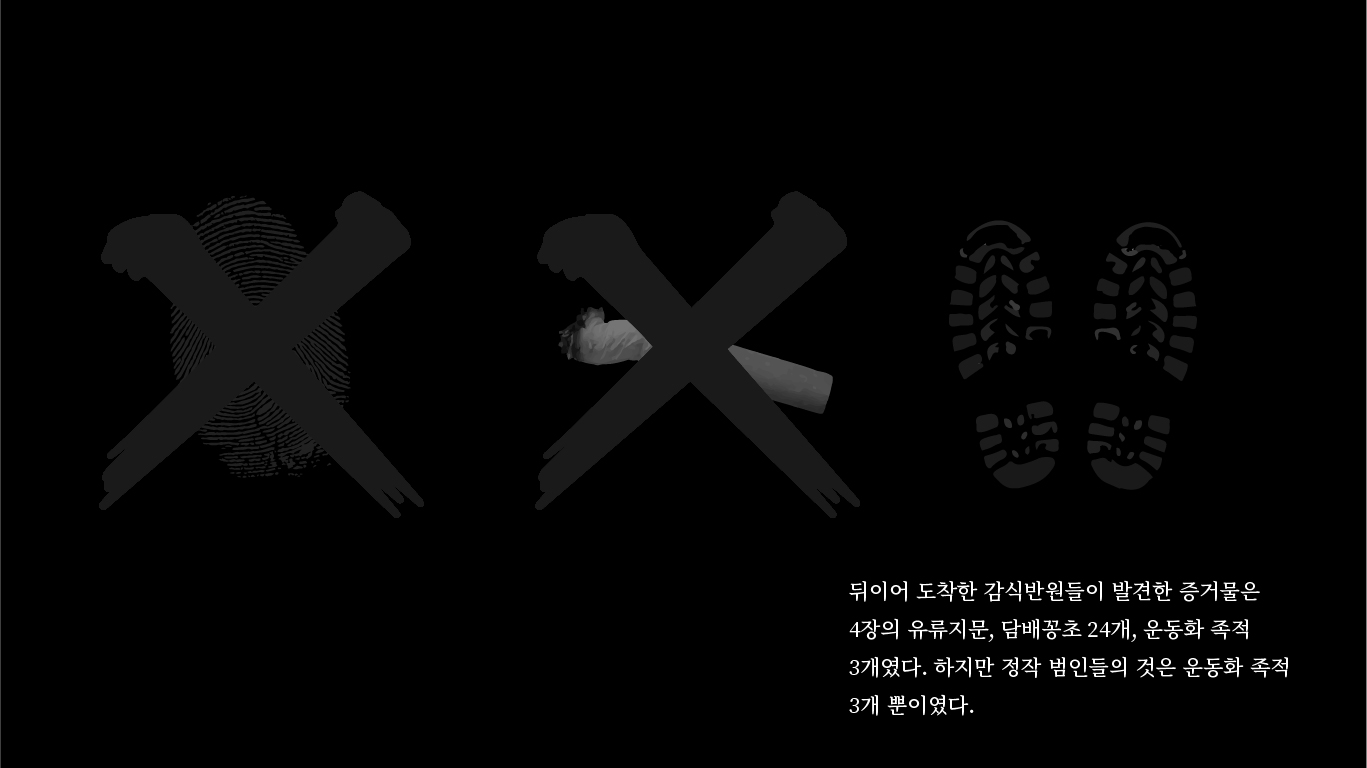 뒤이어 도착한 감식반원들이 발견한 증거물은
4장의 유류지문, 담배꽁초 24개, 운동화 족적
3개였다. 하지만 정작 범인들의 것은 운동화 족적
3개 뿐이였다.